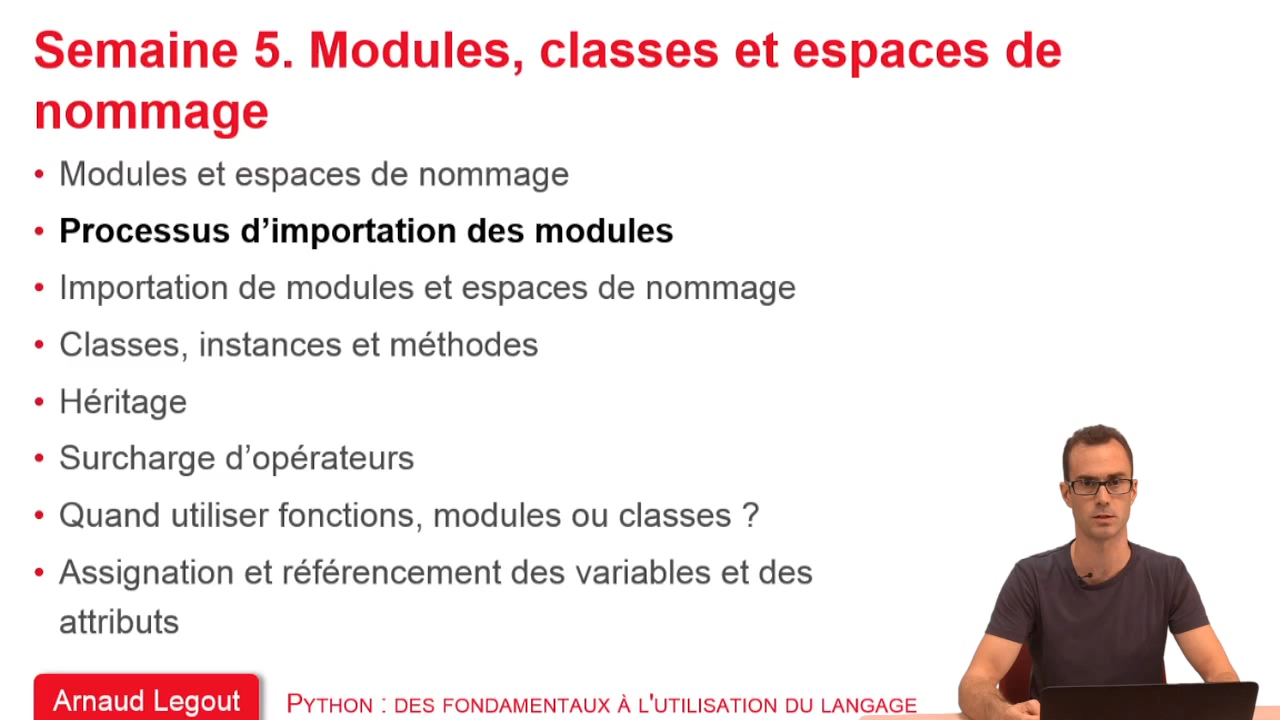 Semaine 5. Modules, classes et espaces de
nommage
• Modules et espaces de nommage
• Processus d’importation des modules
• Importation de modules et espaces de nommage
• Classes, instances et méthodes
• Héritage
• Surcharge d’opérateurs
• Quand utiliser fonctions, modules ou classes ?
• Assignation et référencement des variables et des
attributs
Arnaud Legout
PYTHON : DES FONDAMENTAUX À L'UTILISATION DU LANGAGE